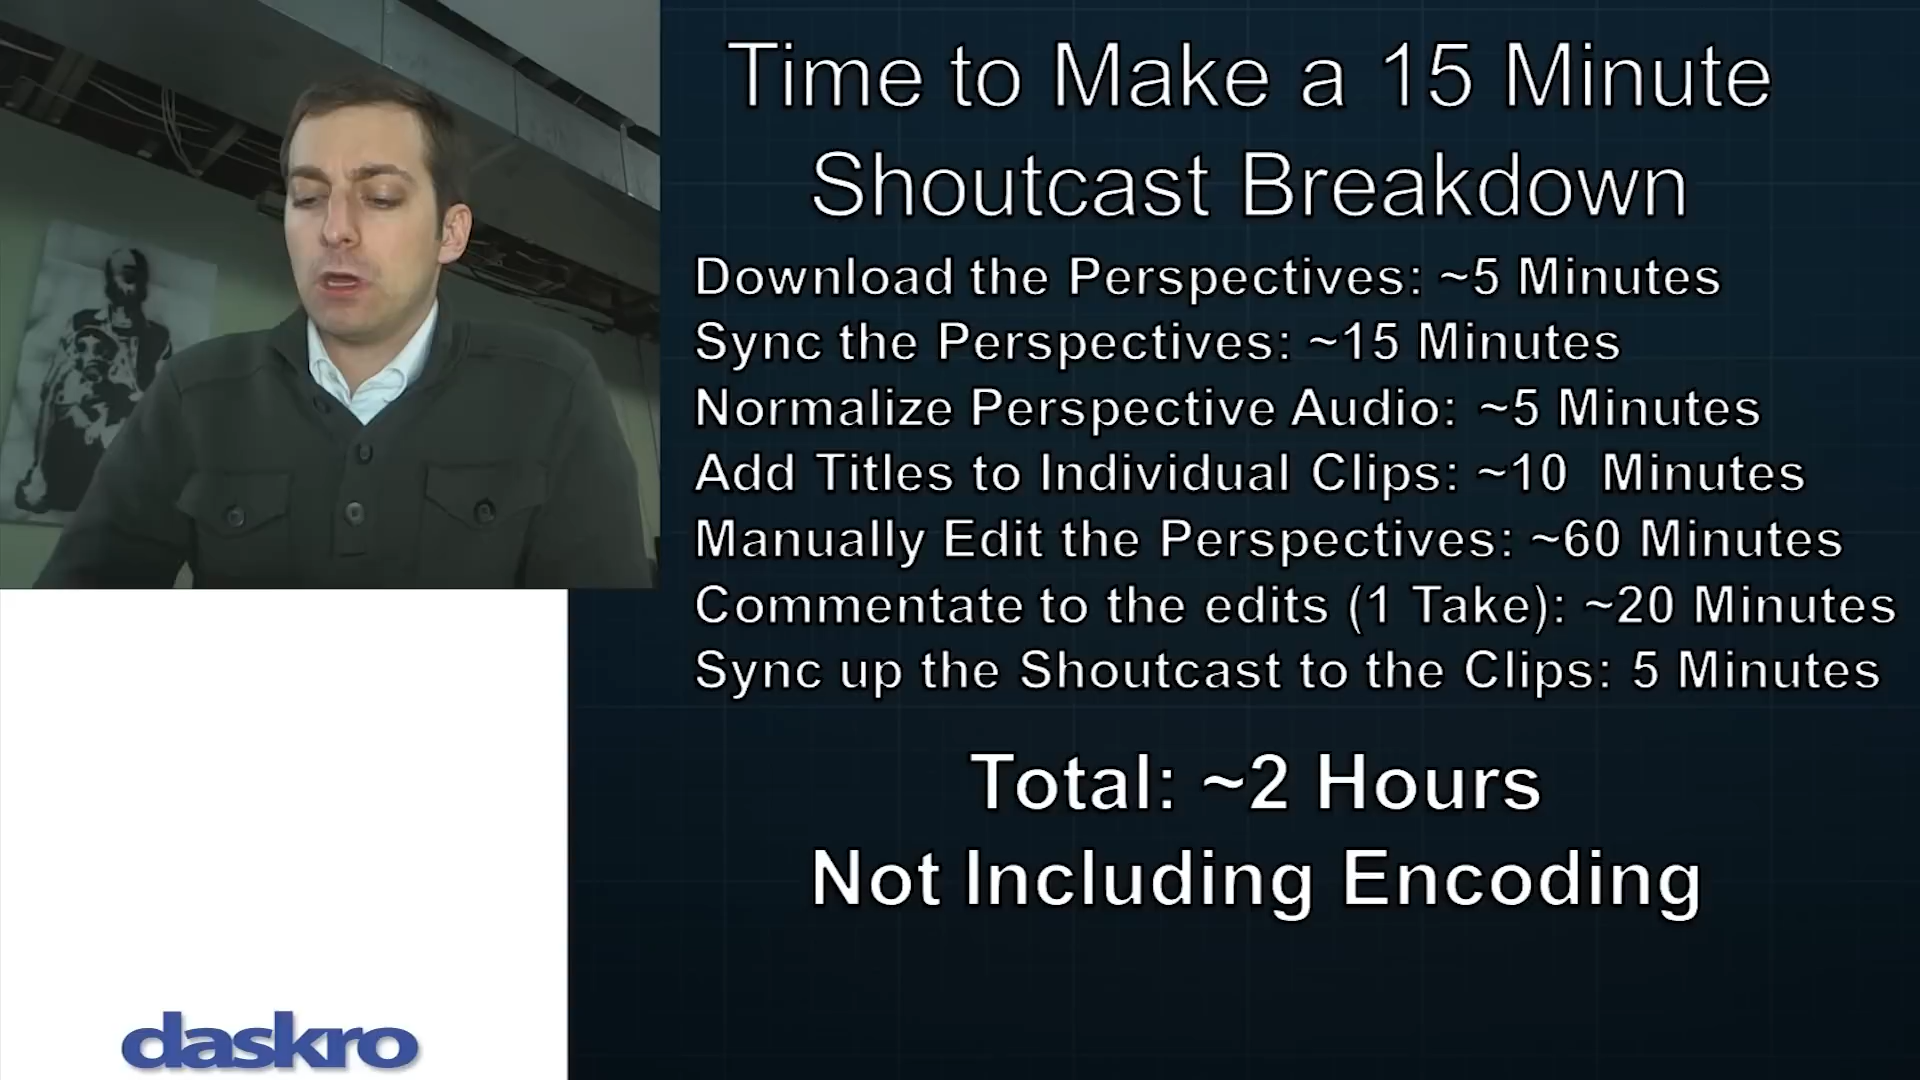 Time to Make a 15 Minute
Shoutcast Breakdown
Download the Perspectives: ~5 Minutes
Sync the Perspectives: ~15 Minutes
Normalize Perspective Audio: ~5 Minutes
Add Titles to Individual Clips: ~10  Minutes
Manually Edit the Perspectives: ~60 Minutes
Commentate to the edits (1 Take): ~20 Minutes
Sync up the Shoutcast to the Clips: 5 Minutes
Total: ~2 Hours
Not Including Encoding
daskro